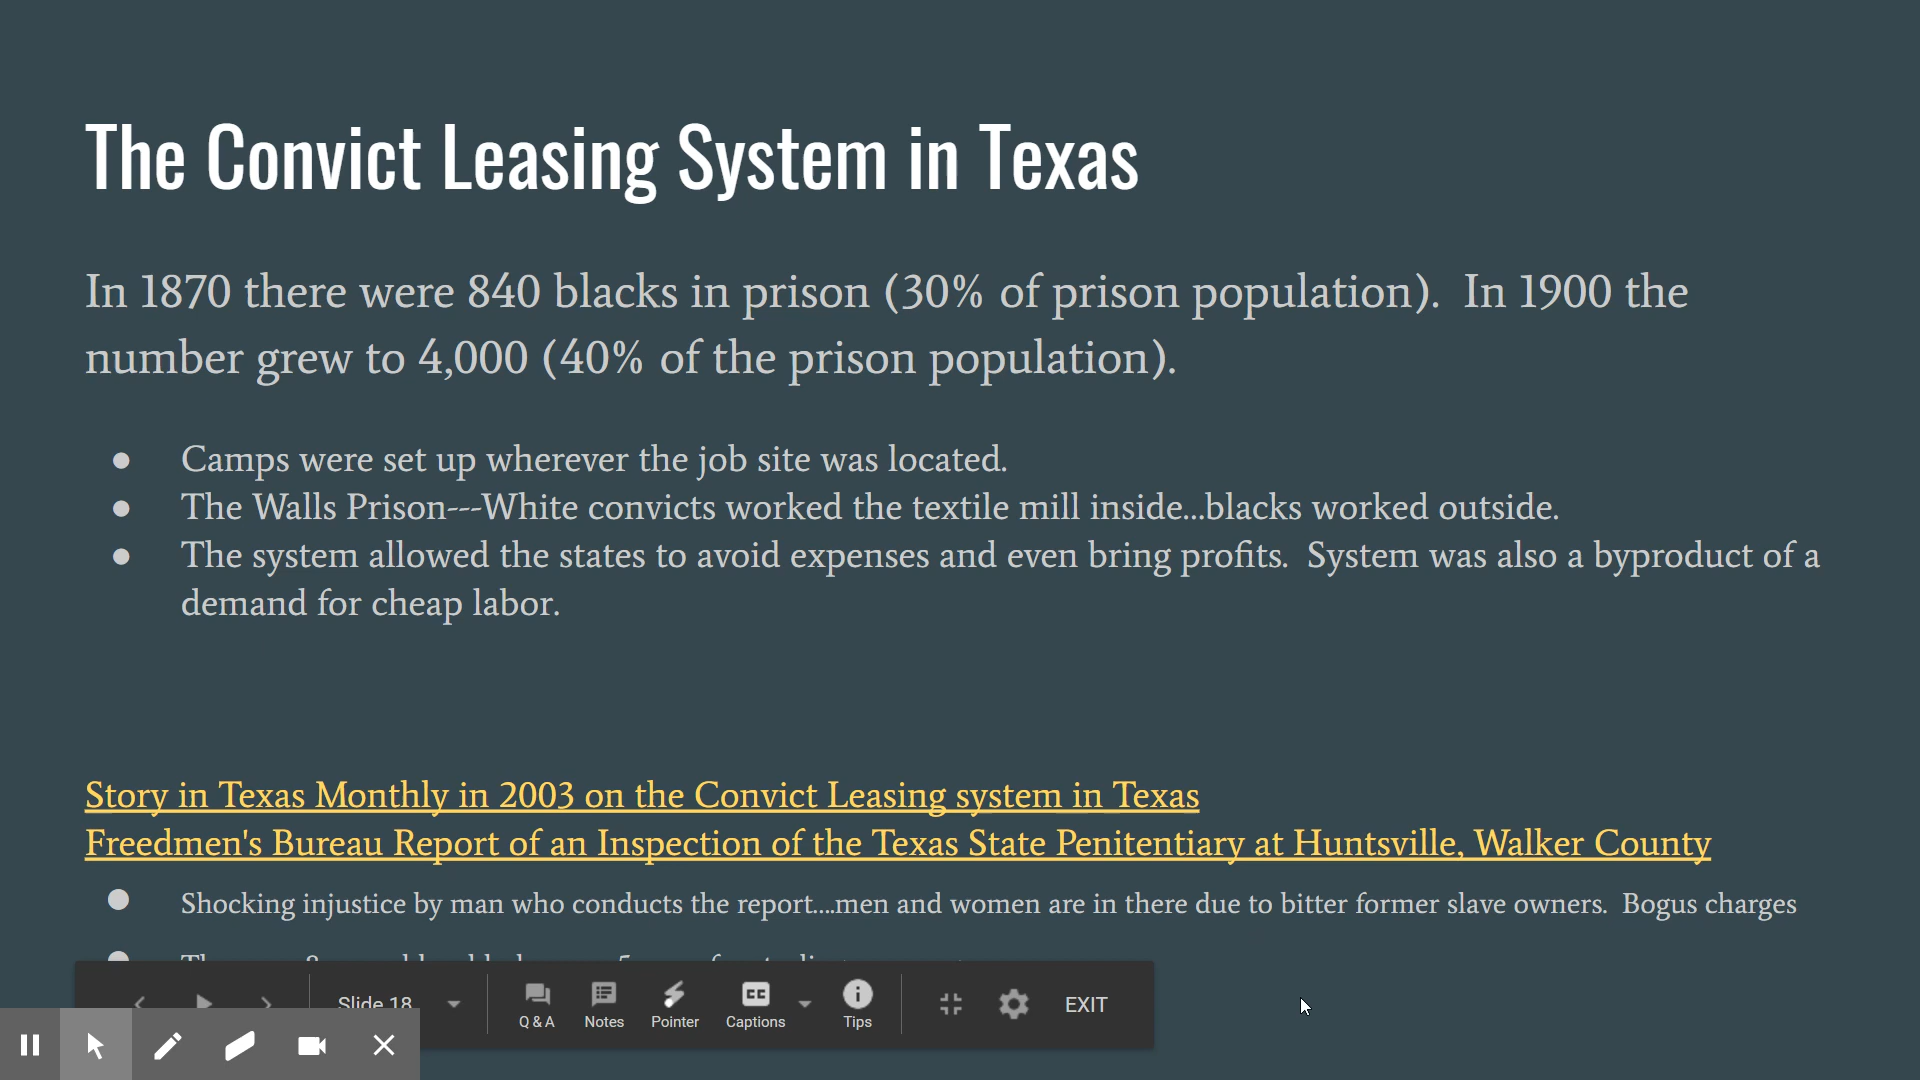 The Convict Leasing System in Texas
In 1870 there were 840 blacks in prison (30% of prison population).  In 1900 the
number grew to 4,000 (40% of the prison population).
● Camps were set up wherever the job site was located.
● The Walls Prison---White convicts worked the textile mill inside...blacks worked outside.
● The system allowed the states to avoid expenses and even bring profits.  System was also a byproduct of a
demand for cheap labor.
Story in Texas Monthly in 2003 on the Convict Leasing system in Texas
Freedmen's Bureau Report of an Inspection of the Texas State Penitentiary at Huntsville, Walker County
● Shocking injustice by man who conducts the report....men and women are in there due to bitter former slave owners.  Bogus charges
Slide 18
Q & A
Notes
Pointer
CC
Captions
Tips
EXIT